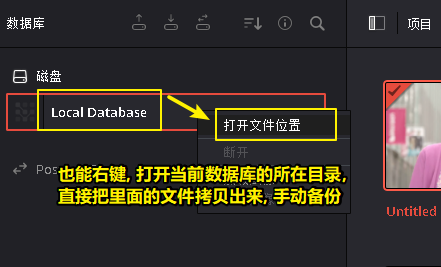 数据库
项目
磁盘
Local Database
打开文件位置
断开
Pos
也能右键, 打开当前数据库的所在目录,
直接把里面的文件拷贝出来, 手动备份
Untitled